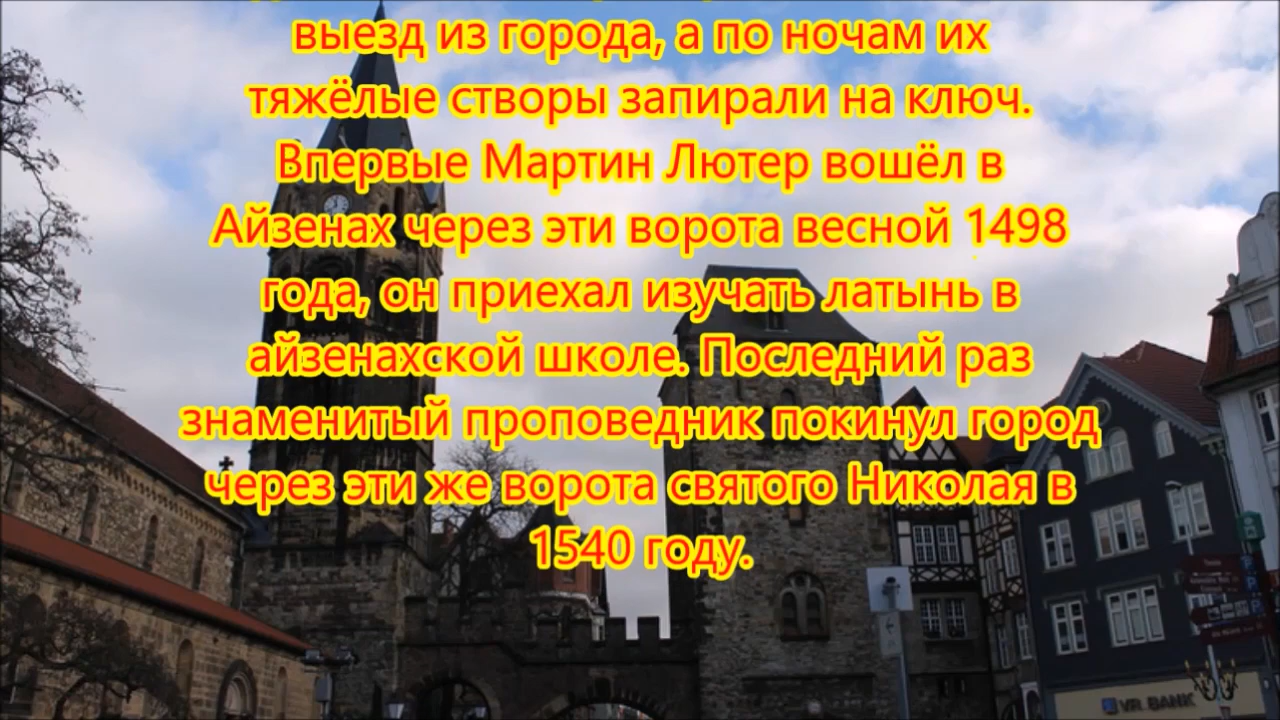 выезд из города, а по ночам их
тяжёлые створы запирали на ключ.
Впервые Мартин Лютер вошёл в
Айзенах через эти ворота весной 1498
года, он приехал изучать латынь в
айзенахской школе. Последний раз
знаменитый проповедник покинул город
через эти же ворота святого Николая в
1540 году.
VR-BANK